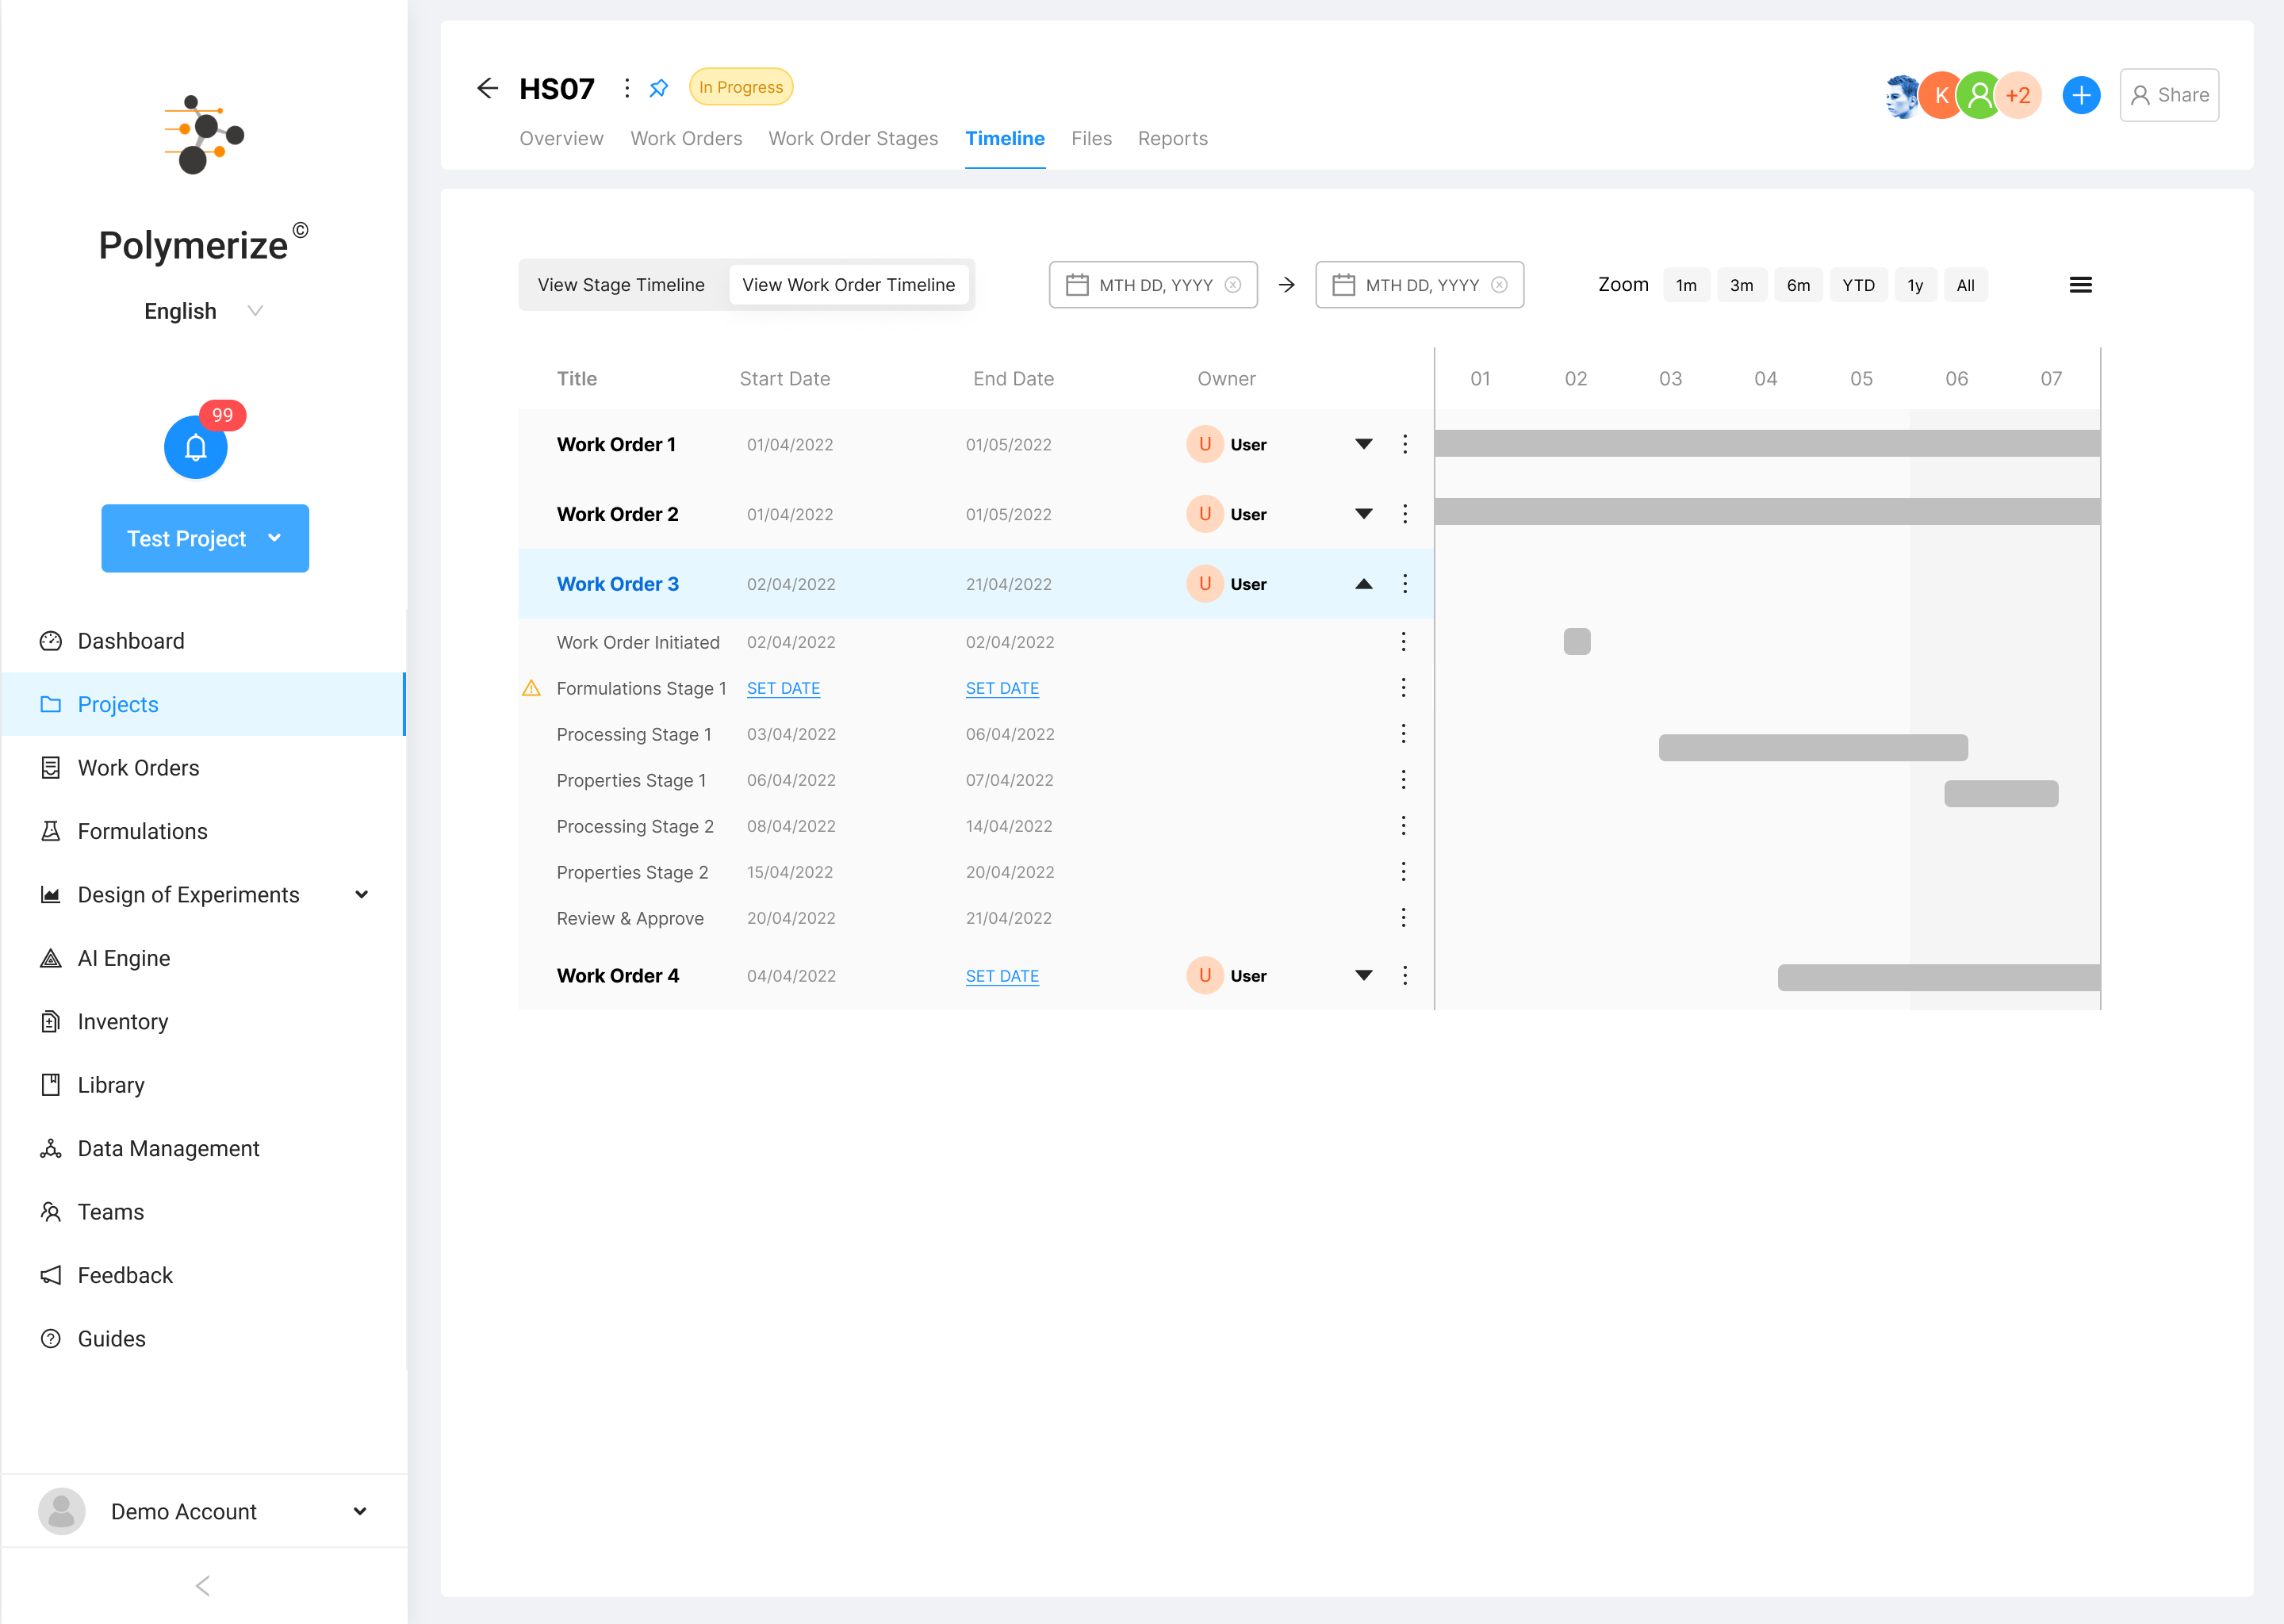 Polymerize ©
English
99
Test Project
Dashboard
Projects
Work Orders
Formulations
Design of Experiments
AI Engine
Inventory
Library
Data Management
Teams
Feedback
Guides
Demo Account
HS07 In Progress
K +2 Share
Overview Work Orders Work Order Stages Timeline Files Reports
View Stage Timeline View Work Order Timeline MTH DD, YYYY MTH DD, YYYY Zoom 1m 3m 6m YTD 1y All
Title Start Date End Date Owner 01 02 03 04 05 06 07
Work Order 1 01/04/2022 01/05/2022 U User
Work Order 2 01/04/2022 01/05/2022 U User
Work Order 3 02/04/2022 21/04/2022 U User
Work Order Initiated 02/04/2022 02/04/2022
Formulations Stage 1 SET DATE SET DATE
Processing Stage 1 03/04/2022 06/04/2022
Properties Stage 1 06/04/2022 07/04/2022
Processing Stage 2 08/04/2022 14/04/2022
Properties Stage 2 15/04/2022 20/04/2022
Review & Approve 20/04/2022 21/04/2022
Work Order 4 04/04/2022 SET DATE U User